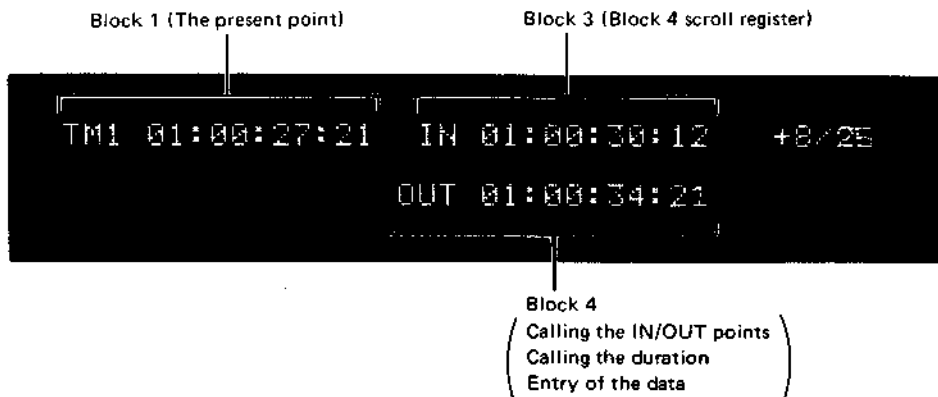 Block 1 (The present point)
Block 3 (Block 4 scroll register)
TM1 01:00:27:21 IN 01:00:30:12 +8/25
OUT 01:00:34:21
Block 4
Calling the IN/OUT points
Calling the duration
Entry of the data